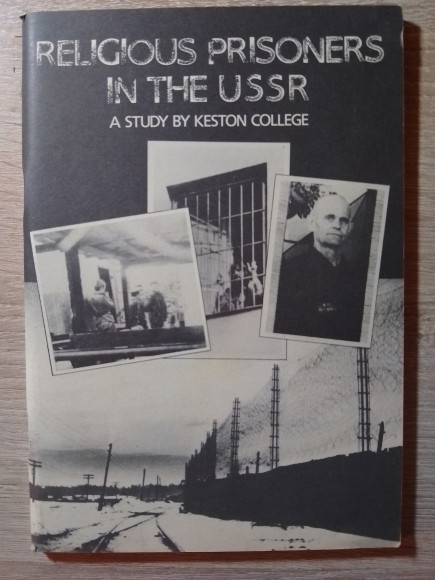 RELIGIOUS PRISONERS
IN THE USSR
A STUDY BY KESTON COLLEGE